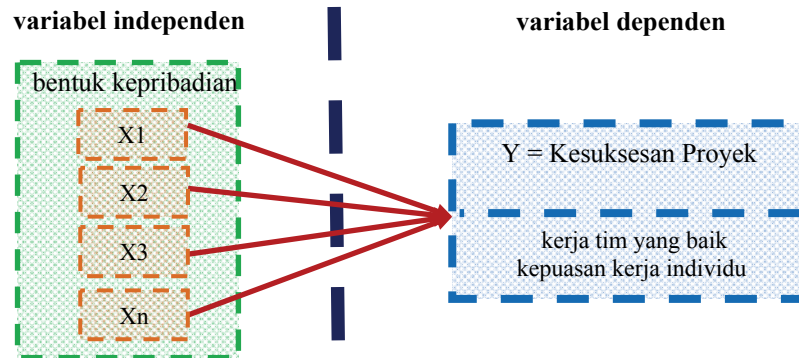 variabel independen
variabel dependen
bentuk kepribadian
X1
X2
X3
Xn
Y = Kesuksesan Proyek
kerja tim yang baik
kepuasan kerja individu